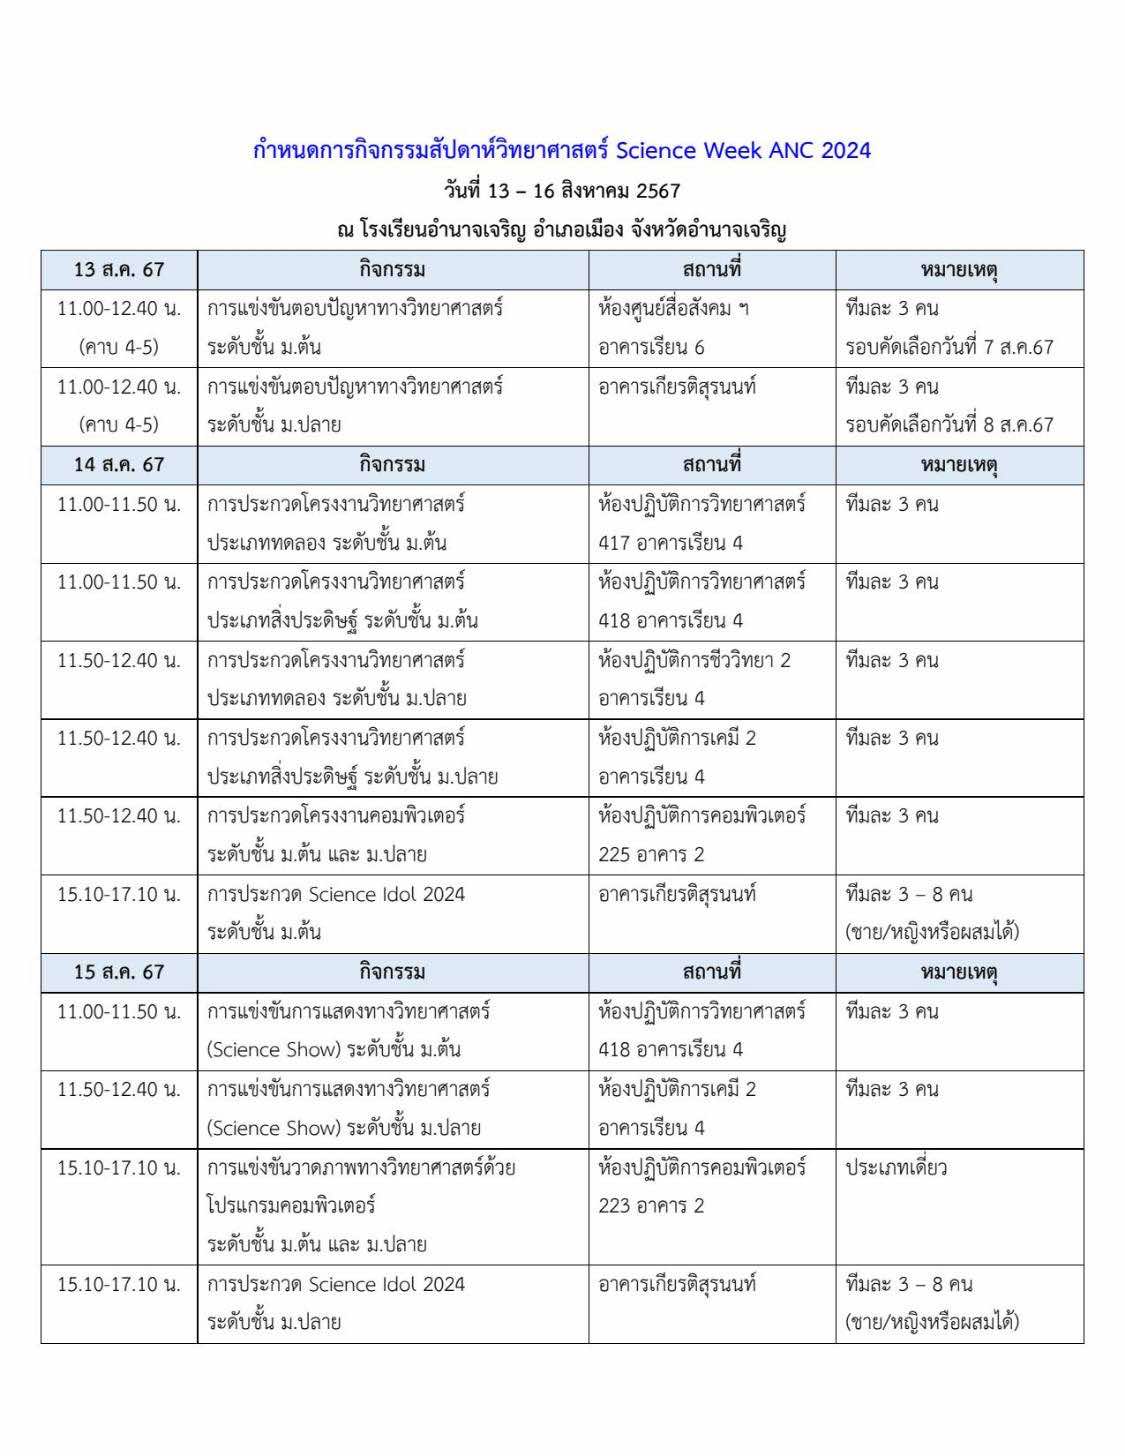 กำหนดการกิจกรรมสัปดาห์วิทยาศาสตร์ Science Week ANC 2024
วันที่ 13 – 16 สิงหาคม 2567
ณ โรงเรียนอำนาจเจริญ อำเภอเมือง จังหวัดอำนาจเจริญ
13 ส.ค. 67 กิจกรรม สถานที่ หมายเหตุ
11.00-12.40 น. การแข่งขันตอบปัญหาทางวิทยาศาสตร์ ห้องศูนย์สื่อสังคม ฯ ทีมละ 3 คน
(คาบ 4-5) ระดับชั้น ม.ต้น อาคารเรียน 6 รอบคัดเลือกวันที่ 7 ส.ค.67
11.00-12.40 น. การแข่งขันตอบปัญหาทางวิทยาศาสตร์ อาคารเกียรติสุรนนท์ ทีมละ 3 คน
(คาบ 4-5) ระดับชั้น ม.ปลาย รอบคัดเลือกวันที่ 8 ส.ค.67
14 ส.ค. 67 กิจกรรม สถานที่ หมายเหตุ
11.00-11.50 น. การประกวดโครงงานวิทยาศาสตร์ ห้องปฏิบัติการวิทยาศาสตร์ ทีมละ 3 คน
ประเภททดลอง ระดับชั้น ม.ต้น 417 อาคารเรียน 4
11.00-11.50 น. การประกวดโครงงานวิทยาศาสตร์ ห้องปฏิบัติการวิทยาศาสตร์ ทีมละ 3 คน
ประเภทสิ่งประดิษฐ์ ระดับชั้น ม.ต้น 418 อาคารเรียน 4
11.50-12.40 น. การประกวดโครงงานวิทยาศาสตร์ ห้องปฏิบัติการชีววิทยา 2 ทีมละ 3 คน
ประเภททดลอง ระดับชั้น ม.ปลาย อาคารเรียน 4
11.50-12.40 น. การประกวดโครงงานวิทยาศาสตร์ ห้องปฏิบัติการเคมี 2 ทีมละ 3 คน
ประเภทสิ่งประดิษฐ์ ระดับชั้น ม.ปลาย อาคารเรียน 4
11.50-12.40 น. การประกวดโครงงานคอมพิวเตอร์ ห้องปฏิบัติการคอมพิวเตอร์ ทีมละ 3 คน
ระดับชั้น ม.ต้น และ ม.ปลาย 225 อาคาร 2
15.10-17.10 น. การประกวด Science Idol 2024 อาคารเกียรติสุรนนท์ ทีมละ 3 – 8 คน
ระดับชั้น ม.ต้น (ชาย/หญิงหรือผสมได้)
15 ส.ค. 67 กิจกรรม สถานที่ หมายเหตุ
11.00-11.50 น. การแข่งขันการแสดงทางวิทยาศาสตร์ ห้องปฏิบัติการวิทยาศาสตร์ ทีมละ 3 คน
(Science Show) ระดับชั้น ม.ต้น 418 อาคารเรียน 4
11.50-12.40 น. การแข่งขันการแสดงทางวิทยาศาสตร์ ห้องปฏิบัติการเคมี 2 ทีมละ 3 คน
(Science Show) ระดับชั้น ม.ปลาย อาคารเรียน 4
15.10-17.10 น. การแข่งขันวาดภาพทางวิทยาศาสตร์ด้วย ห้องปฏิบัติการคอมพิวเตอร์ ประเภทเดี่ยว
โปรแกรมคอมพิวเตอร์ 223 อาคาร 2
ระดับชั้น ม.ต้น และ ม.ปลาย
15.10-17.10 น. การประกวด Science Idol 2024 อาคารเกียรติสุรนนท์ ทีมละ 3 – 8 คน
ระดับชั้น ม.ปลาย (ชาย/หญิงหรือผสมได้)